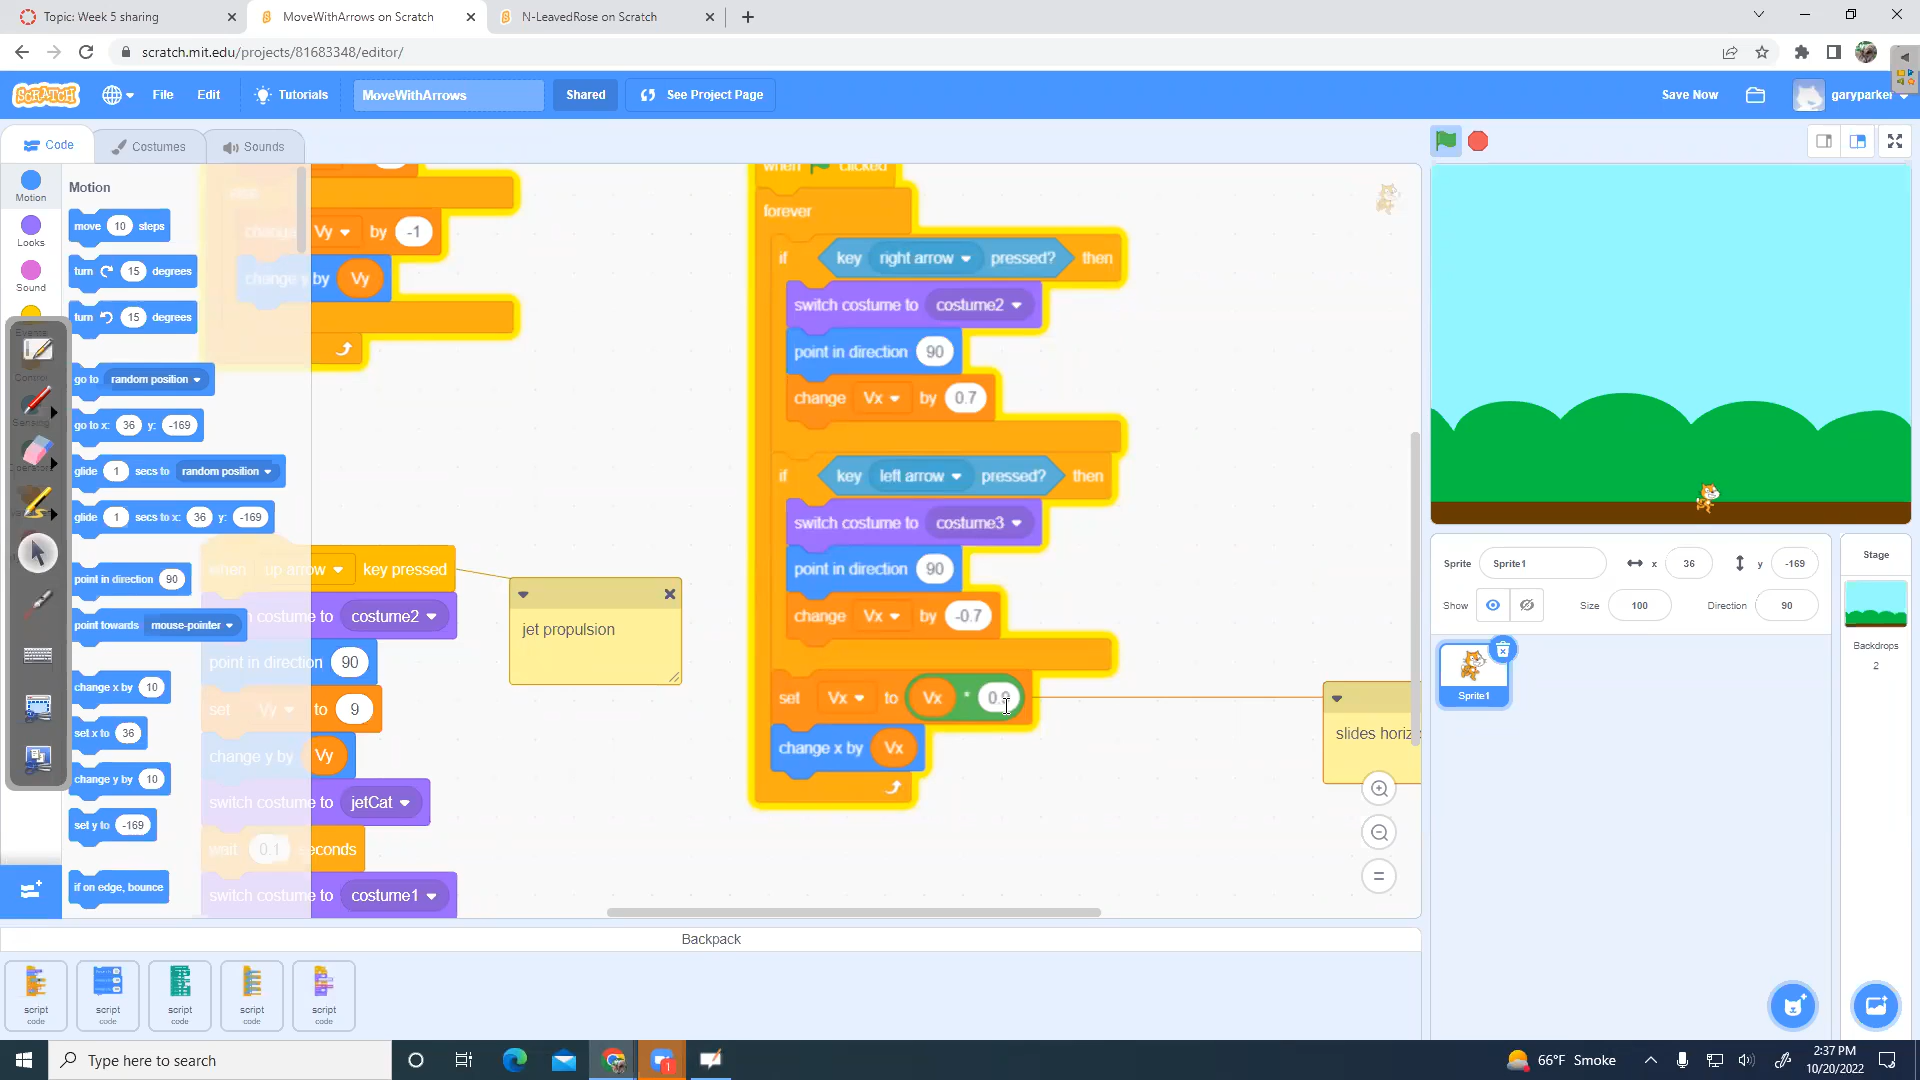 Topic: Week 5 sharing
MoveWithArrows on Scratch
N-LeavedRose on Scratch
scratch.mit.edu/projects/81683348/editor/
SCRATCH
File
Edit
Tutorials
MoveWithArrows
Shared
See Project Page
Save Now
garyparker
Code
Costumes
Sounds
Motion
Looks
Sound
Motion
move 10 steps
turn 15 degrees
turn 15 degrees
go to random position
go to x: 36 y: -169
glide 1 secs to random position
glide 1 secs to x: 36 y: -169
point in direction 90
point towards mouse-pointer
change x by 10
set x to 36
change y by 10
set y to -169
if on edge, bounce
change Vy by -1
change y by Vy
when up arrow key pressed
switch costume to costume2
point in direction 90
set Vy to 9
change y by Vy
switch costume to jetCat
wait 0.1 seconds
switch costume to costume1
jet propulsion
when clicked
forever
if key right arrow pressed? then
switch costume to costume2
point in direction 90
change Vx by 0.7
if key left arrow pressed? then
switch costume to costume3
point in direction 90
change Vx by -0.7
set Vx to Vx * 0.9
change x by Vx
slides horiz
Sprite Sprite1 x 36 y -169
Show Size 100 Direction 90
Sprite1
Stage
Backdrops
2
Backpack
script
code
script
code
script
code
script
code
script
code
Type here to search
1
66°F Smoke
2:37 PM
10/20/2022